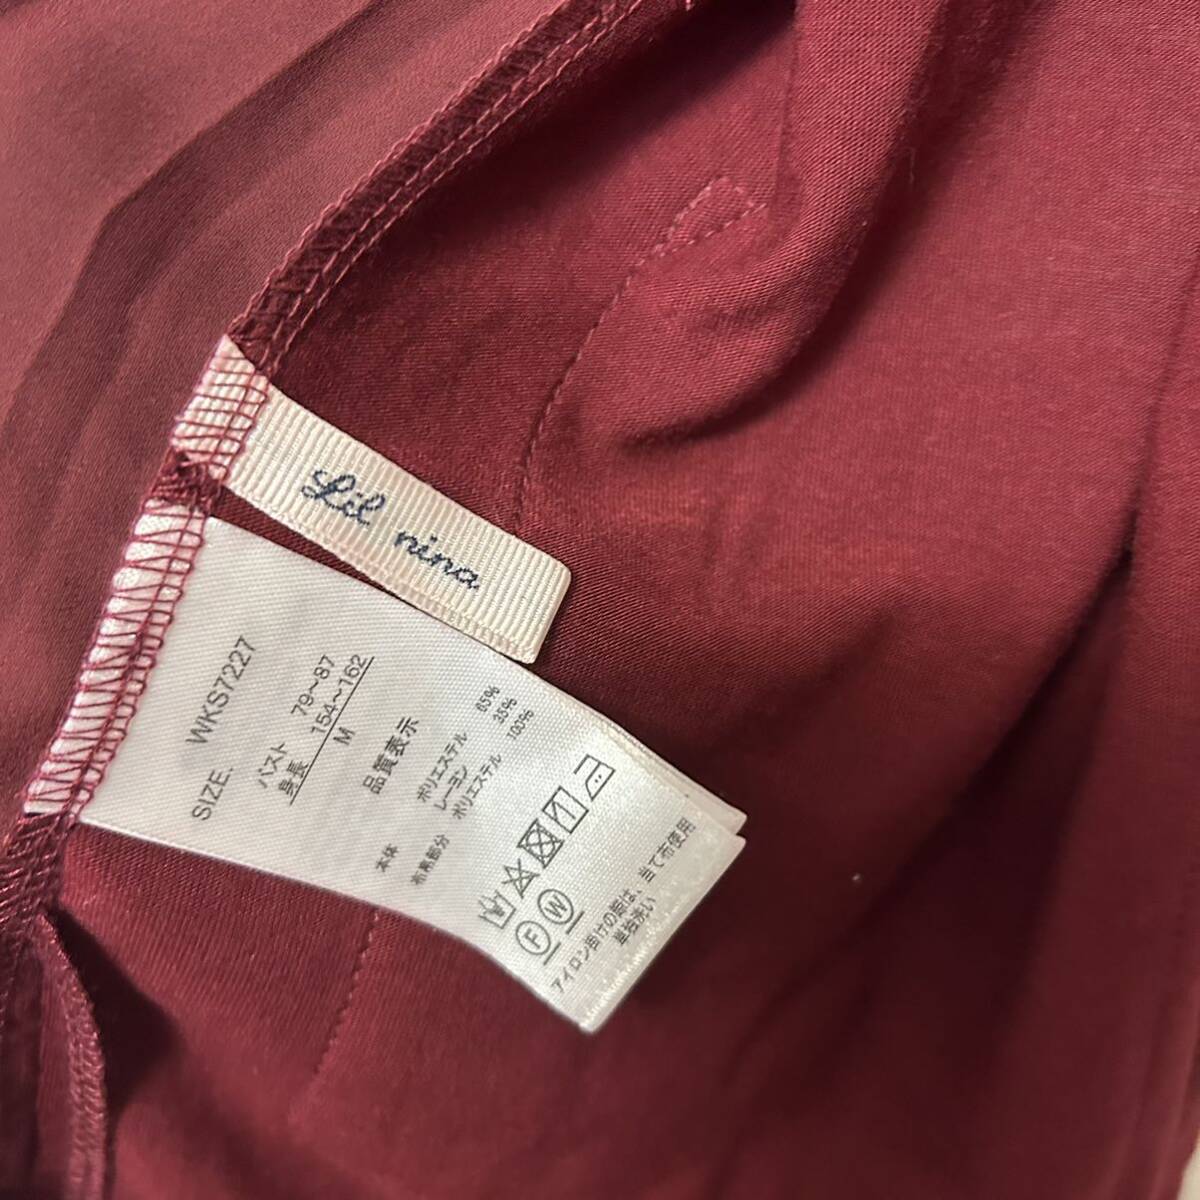 Lil nina
WKS7227
SIZE.
バスト 79～87
身長 154～162
M
品質表示
本体 ポリエステル 65%
レーヨン 35%
布帛部分 ポリエステル 100%
F W
アイロン掛けの際は、当て布使用
単独洗い